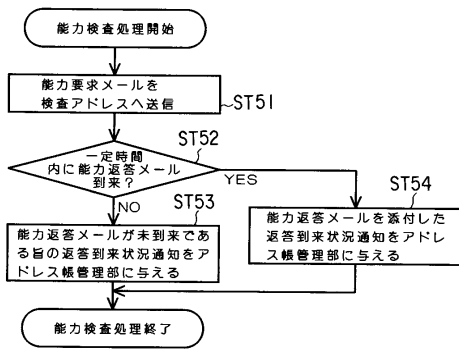 能力検査処理開始
能力要求メールを
検査アドレスへ送信
ST51
一定時間
内に能力返答メール
到来?
ST52
YES
NO
ST53
能力返答メールが未到来であ
る旨の返答到来状況通知をア
ドレス帳管理部に与える
ST54
能力返答メールを添付した
返答到来状況通知をアドレ
ス帳管理部に与える
能力検査処理終了